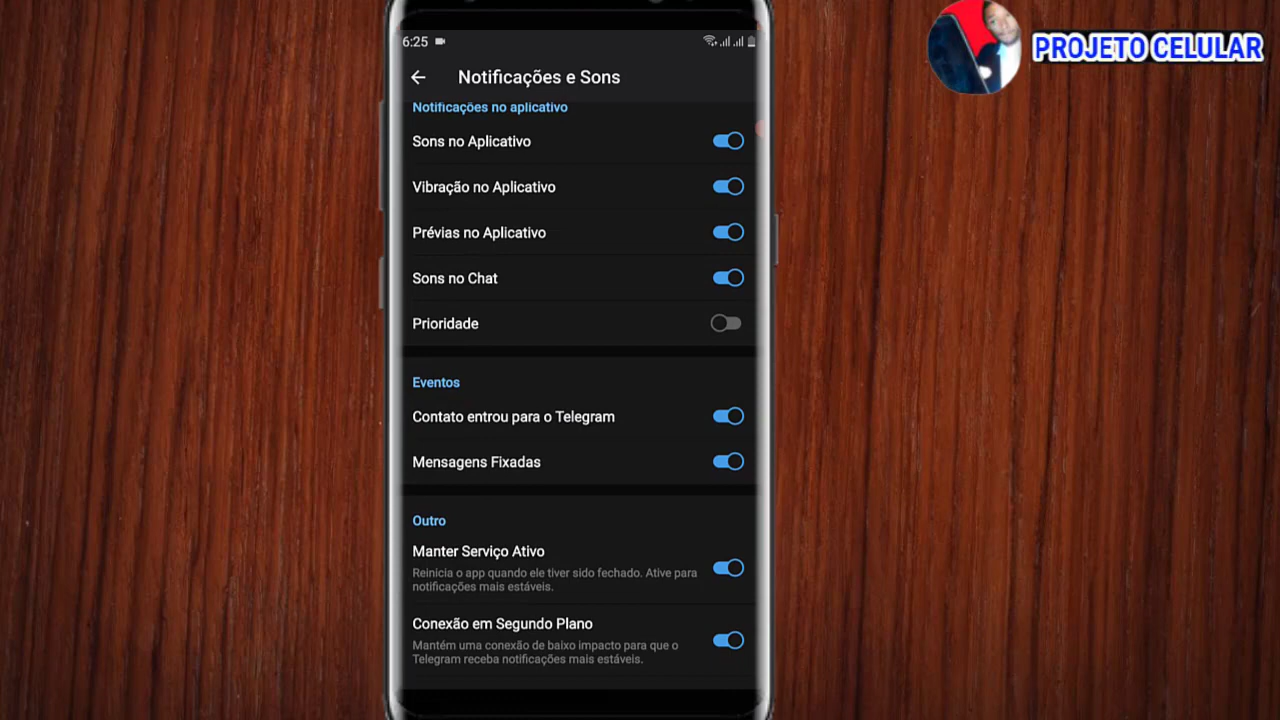 PROJETO CELULAR
6:25
Notificações e Sons
Notificações no aplicativo
Sons no Aplicativo
Vibração no Aplicativo
Prévias no Aplicativo
Sons no Chat
Prioridade
Eventos
Contato entrou para o Telegram
Mensagens Fixadas
Outro
Manter Serviço Ativo
Reinicia o app quando ele tiver sido fechado. Ative para
notificações mais estáveis.
Conexão em Segundo Plano
Mantém uma conexão de baixo impacto para que o
Telegram receba notificações mais estáveis.